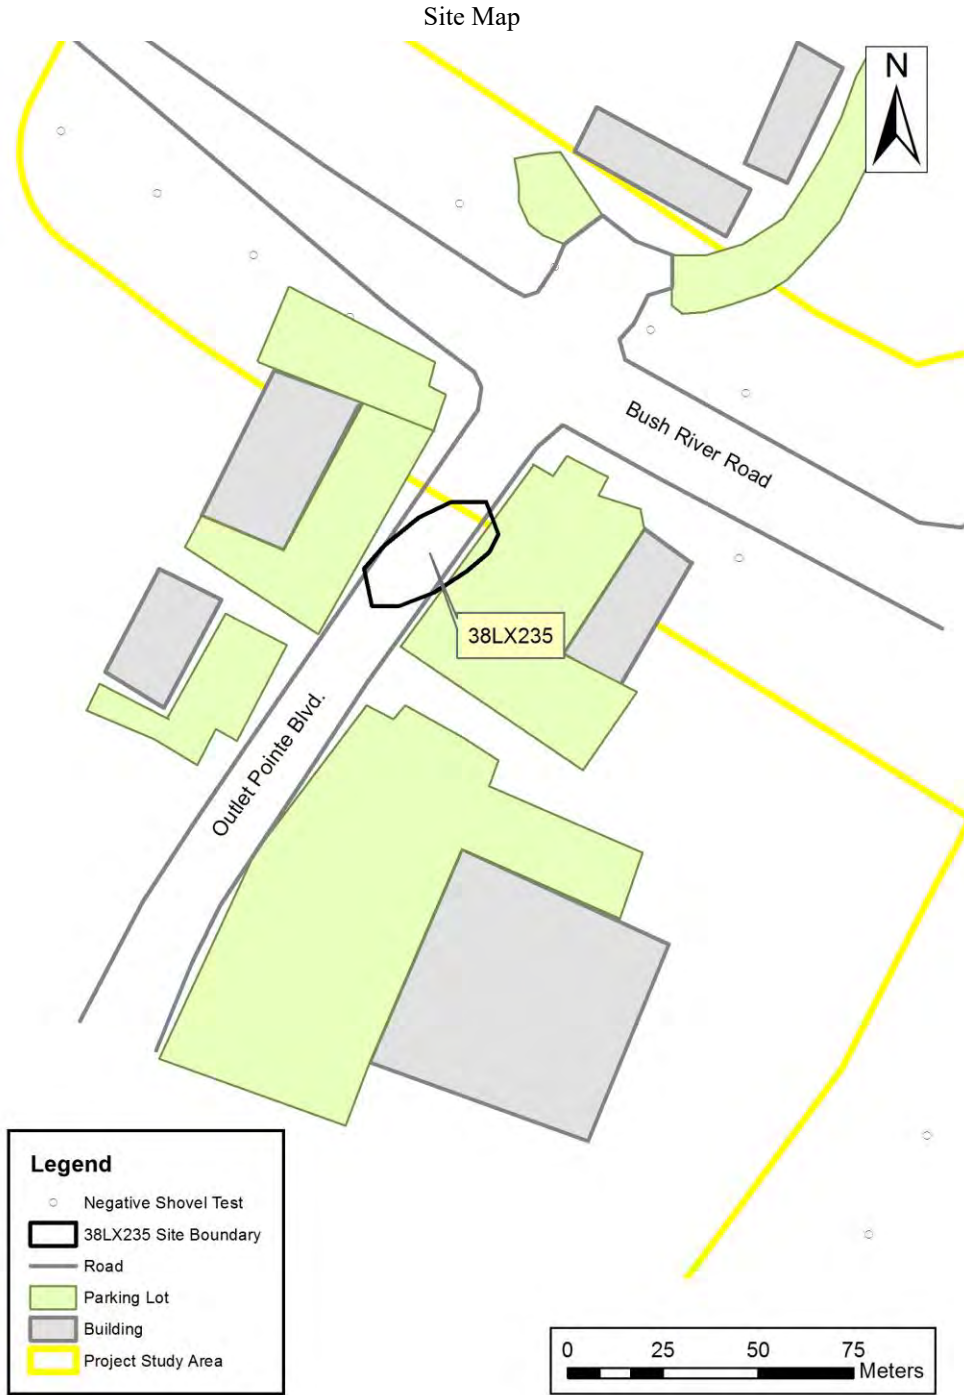 Site Map
N
Bush River Road
38LX235
Outlet Pointe Blvd.
Legend
Negative Shovel Test
38LX235 Site Boundary
Road
Parking Lot
Building
Project Study Area
0 25 50 75
Meters